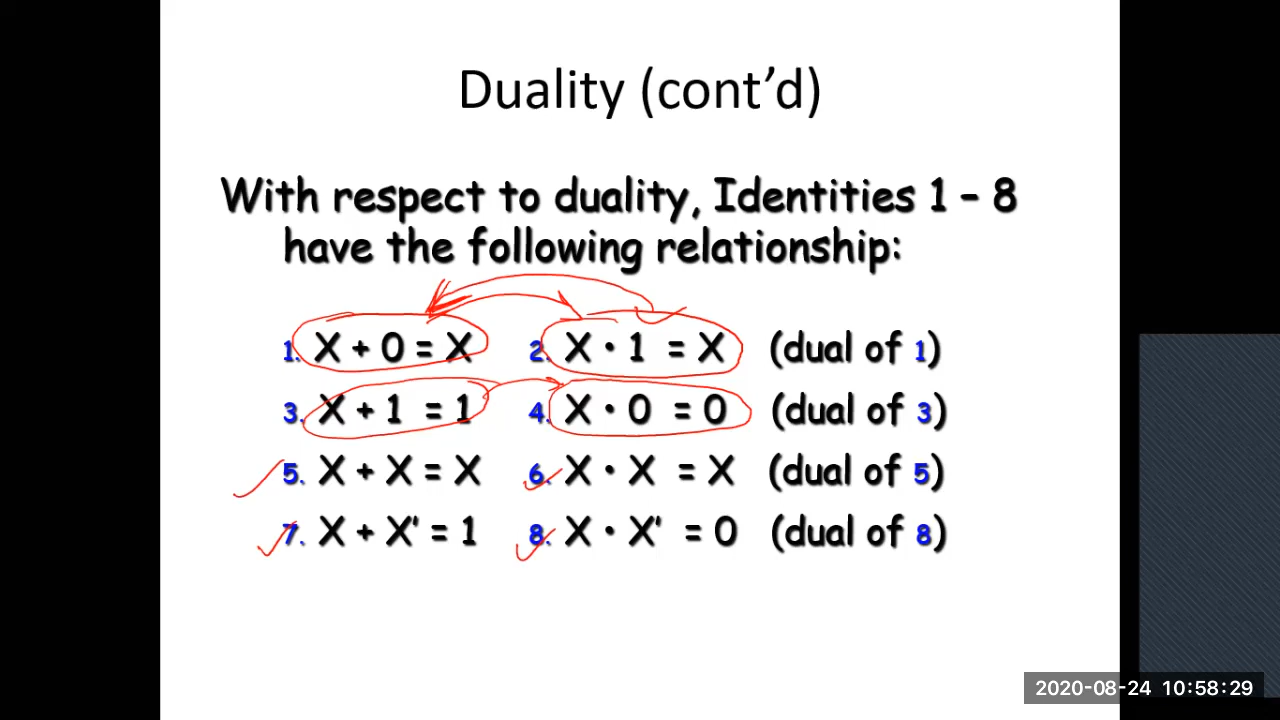 Duality (cont’d)
With respect to duality, Identities 1 – 8
have the following relationship:
1. X + 0 = X 2. X • 1 = X (dual of 1)
3. X + 1 = 1 4. X • 0 = 0 (dual of 3)
5. X + X = X 6. X • X = X (dual of 5)
7. X + X’ = 1 8. X • X’ = 0 (dual of 8)
2020-08-24 10:58:29